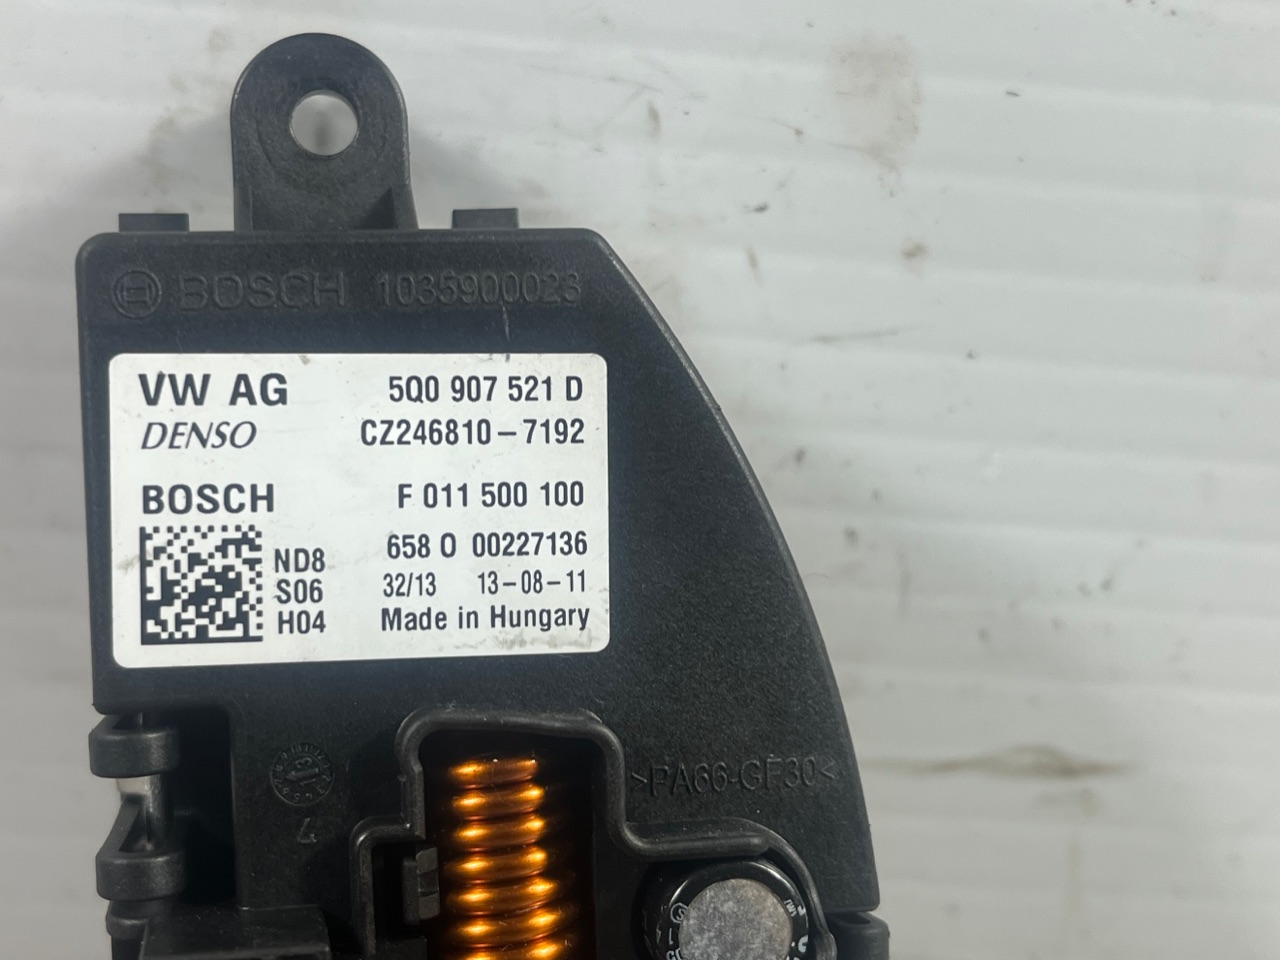 BOSCH 1035900023
VW AG 5Q0 907 521 D
DENSO CZ246810-7192
BOSCH F 011 500 100
658 0 00227136
ND8
S06 32/13 13-08-11
H04 Made in Hungary
>PA66-GF30<